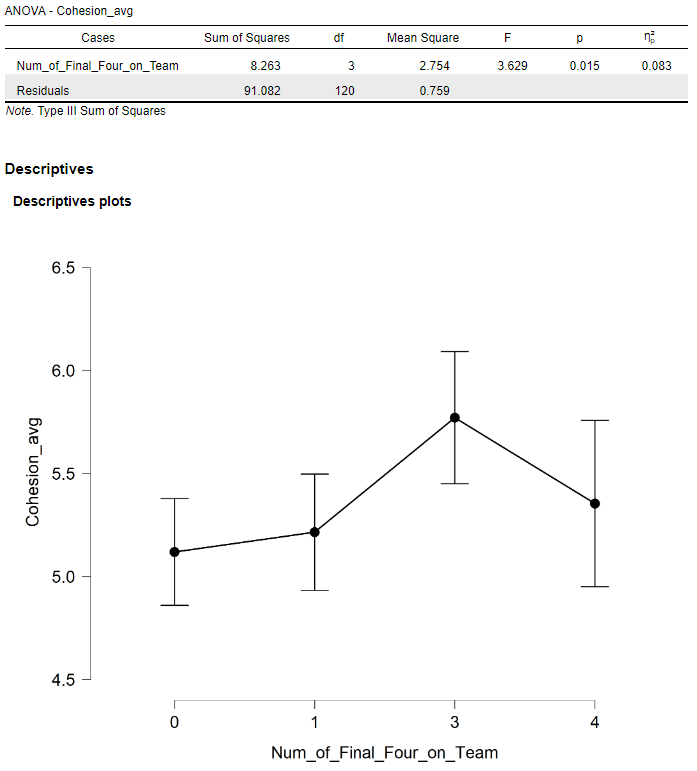 ANOVA - Cohesion_avg
Cases Sum of Squares df Mean Square F p η²p
Num_of_Final_Four_on_Team 8.263 3 2.754 3.629 0.015 0.083
Residuals 91.082 120 0.759
Note. Type III Sum of Squares
Descriptives
Descriptives plots
6.5
6.0
5.5
5.0
4.5
Cohesion_avg
0 1 3 4
Num_of_Final_Four_on_Team